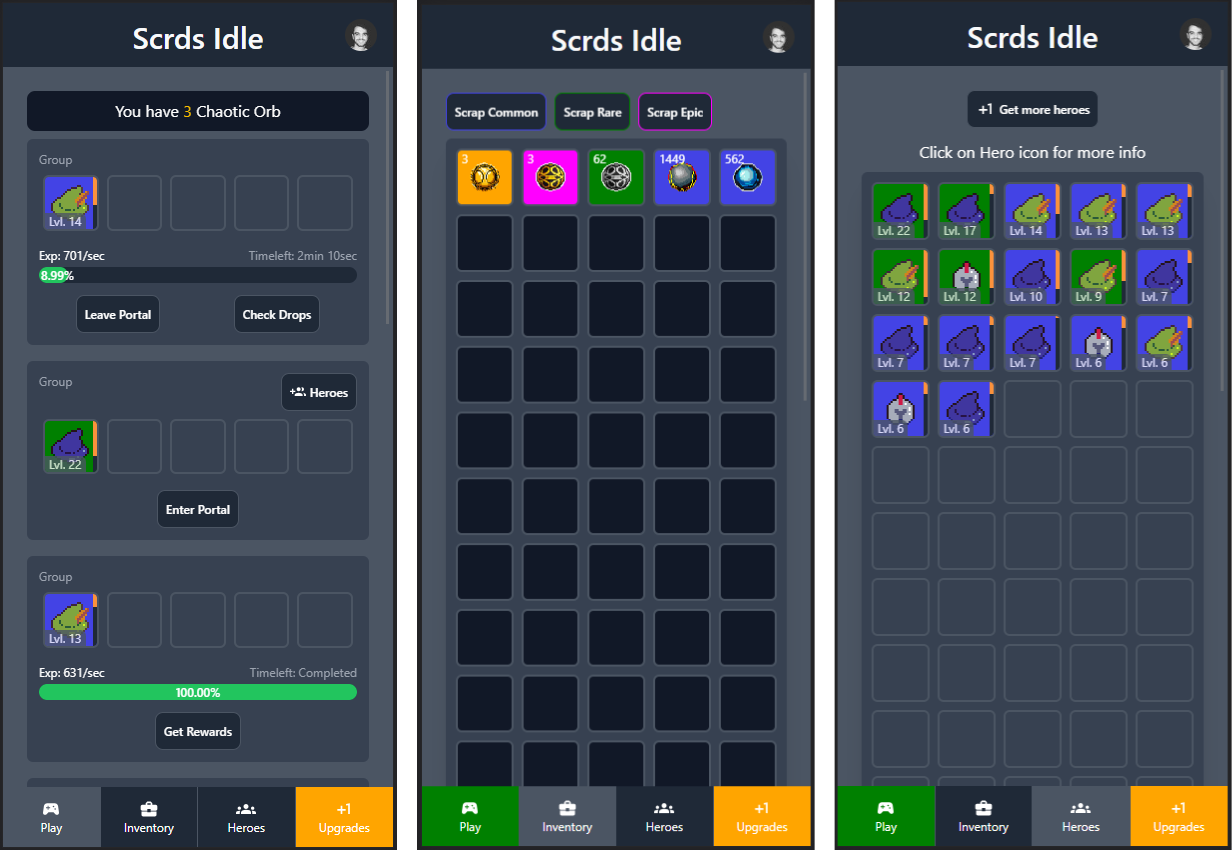 Scrds Idle
You have 3 Chaotic Orb
Group
Lvl. 14
Exp: 701/sec
Timeleft: 2min 10sec
8.99%
Leave Portal
Check Drops
Group
Heroes
Lvl. 22
Enter Portal
Group
Lvl. 13
Exp: 631/sec
Timeleft: Completed
100.00%
Get Rewards
Play
Inventory
Heroes
+1
Upgrades
Scrds Idle
Scrap Common
Scrap Rare
Scrap Epic
3
3
62
1449
562
Play
Inventory
Heroes
+1
Upgrades
Scrds Idle
+1 Get more heroes
Click on Hero icon for more info
Lvl. 22
Lvl. 17
Lvl. 14
Lvl. 13
Lvl. 13
Lvl. 12
Lvl. 12
Lvl. 10
Lvl. 9
Lvl. 7
Lvl. 7
Lvl. 7
Lvl. 7
Lvl. 6
Lvl. 6
Lvl. 6
Lvl. 6
Play
Inventory
Heroes
+1
Upgrades